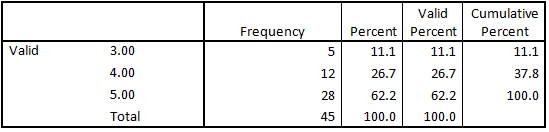 Frequency Percent Valid Percent Cumulative Percent
Valid 3.00 5 11.1 11.1 11.1
4.00 12 26.7 26.7 37.8
5.00 28 62.2 62.2 100.0
Total 45 100.0 100.0